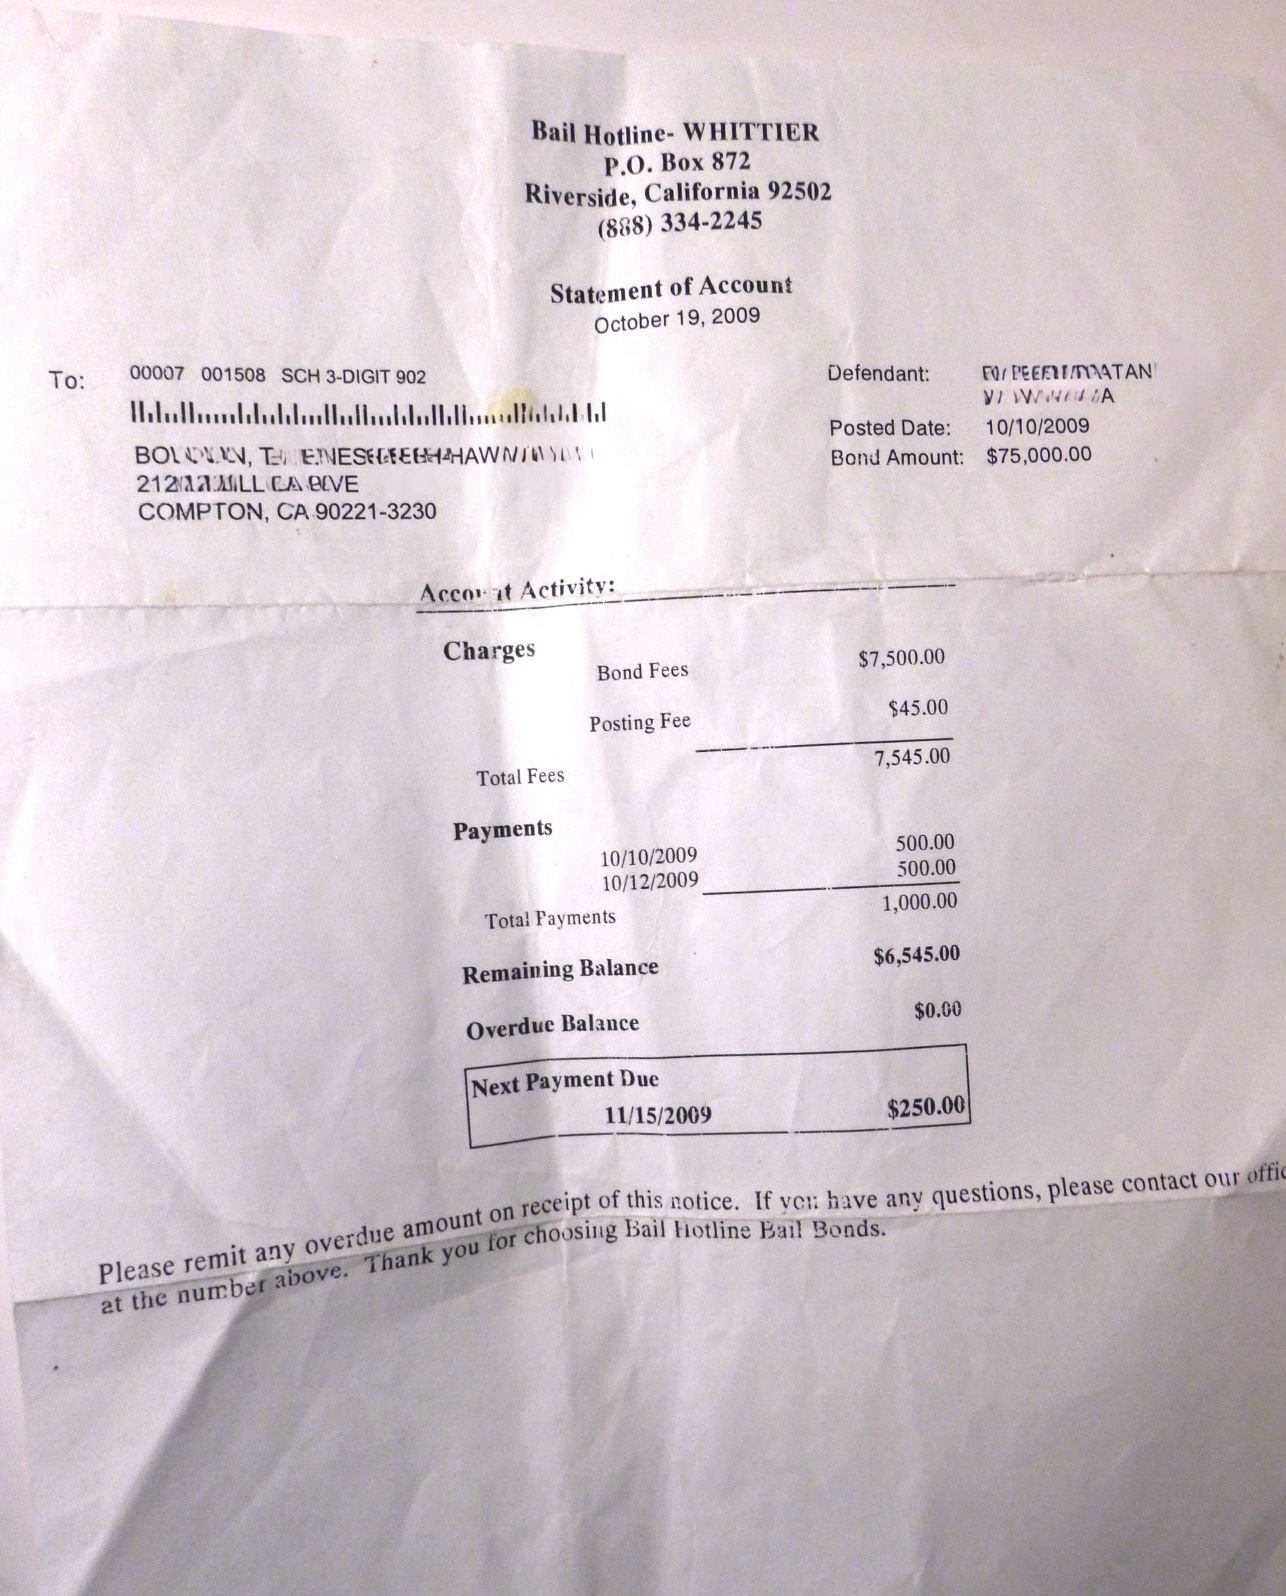 Bail Hotline- WHITTIER
P.O. Box 872
Riverside, California 92502
(888) 334-2245
Statement of Account
October 19, 2009
To:
00007 001508 SCH 3-DIGIT 902
COMPTON, CA 90221-3230
Defendant:
Posted Date: 10/10/2009
Bond Amount: $75,000.00
Account Activity:
Charges
Bond Fees $7,500.00
Posting Fee $45.00
Total Fees 7,545.00
Payments
10/10/2009 500.00
10/12/2009 500.00
Total Payments 1,000.00
Remaining Balance $6,545.00
Overdue Balance $0.00
Next Payment Due
11/15/2009 $250.00
Please remit any overdue amount on receipt of this notice. If you have any questions, please contact our
at the number above. Thank you for choosing Bail Hotline Bail Bonds.